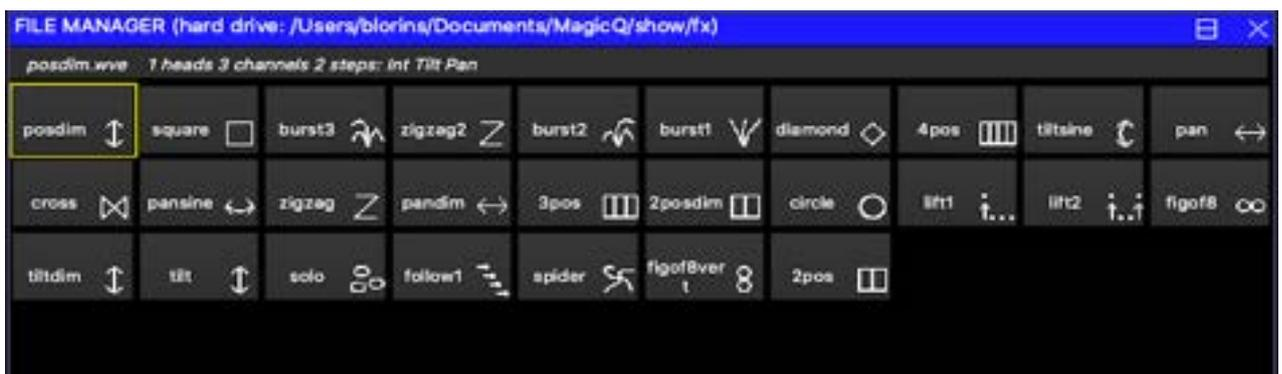 FILE MANAGER (hard drive: /Users/blorins/Documents/MagicQ/show/fx)
posdim.wve 1 heads 3 channels 2 steps: Int Tilt Pan
posdim square burst3 zigzag2 burst2 burst1 diamond 4pos tiltsine pan
cross pansine zigzag pandim 3pos 2posdim circle lift1 lift2 figof8
tiltdim tilt solo follow1 spider figof8ver 2pos
t